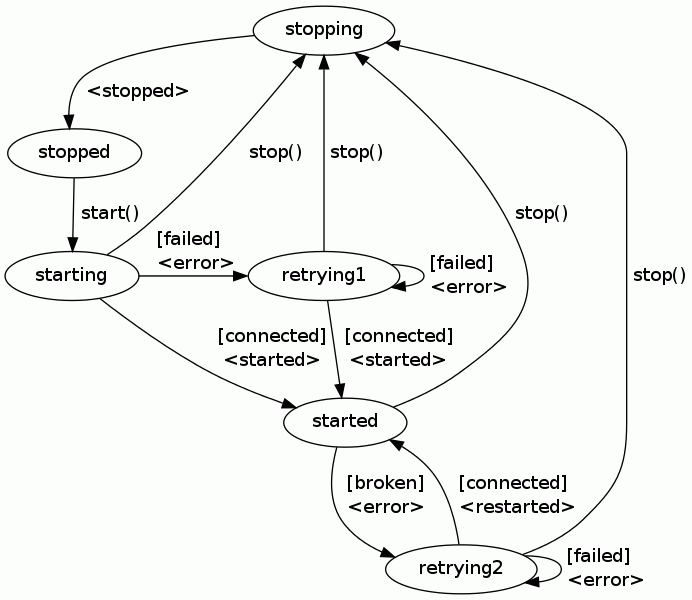 stopping
<stopped>
stopped
stop()
stop()
start()
stop()
[failed]
<error>
starting
retrying1
[failed]
<error>
stop()
[connected]
<started>
[connected]
<started>
started
[broken]
<error>
[connected]
<restarted>
retrying2
[failed]
<error>